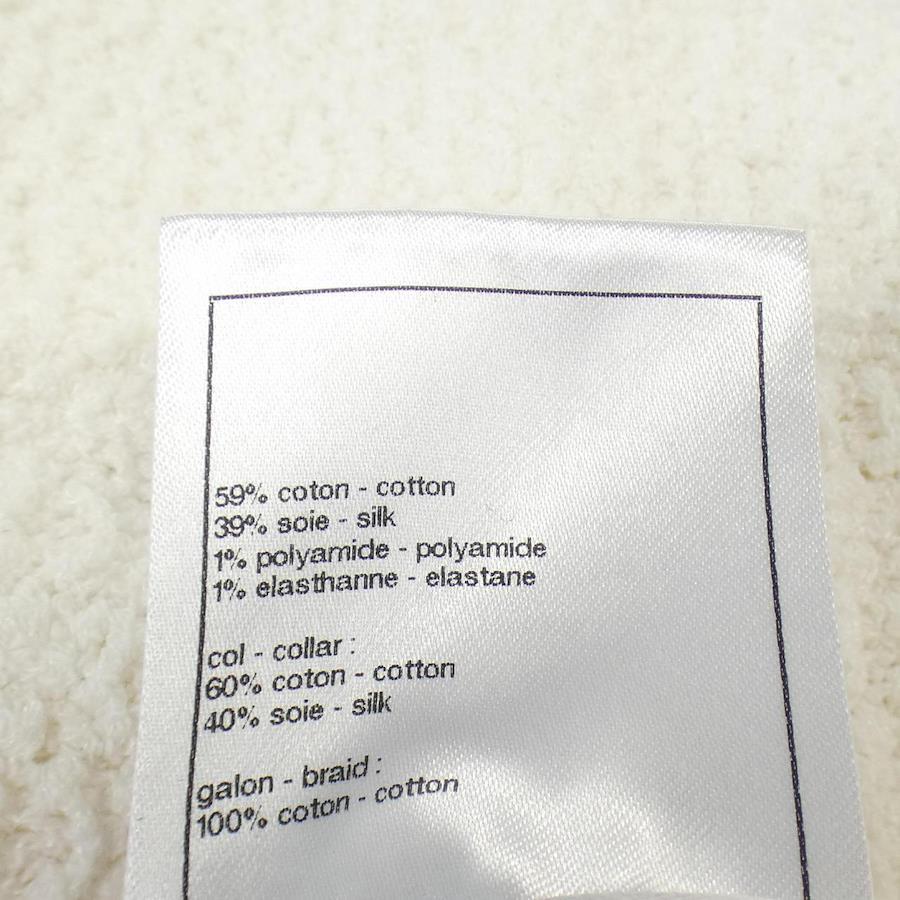 59% coton - cotton
39% soie - silk
1% polyamide - polyamide
1% elasthanne - elastane
col - collar :
60% coton - cotton
40% soie - silk
galon - braid :
100% coton - cotton